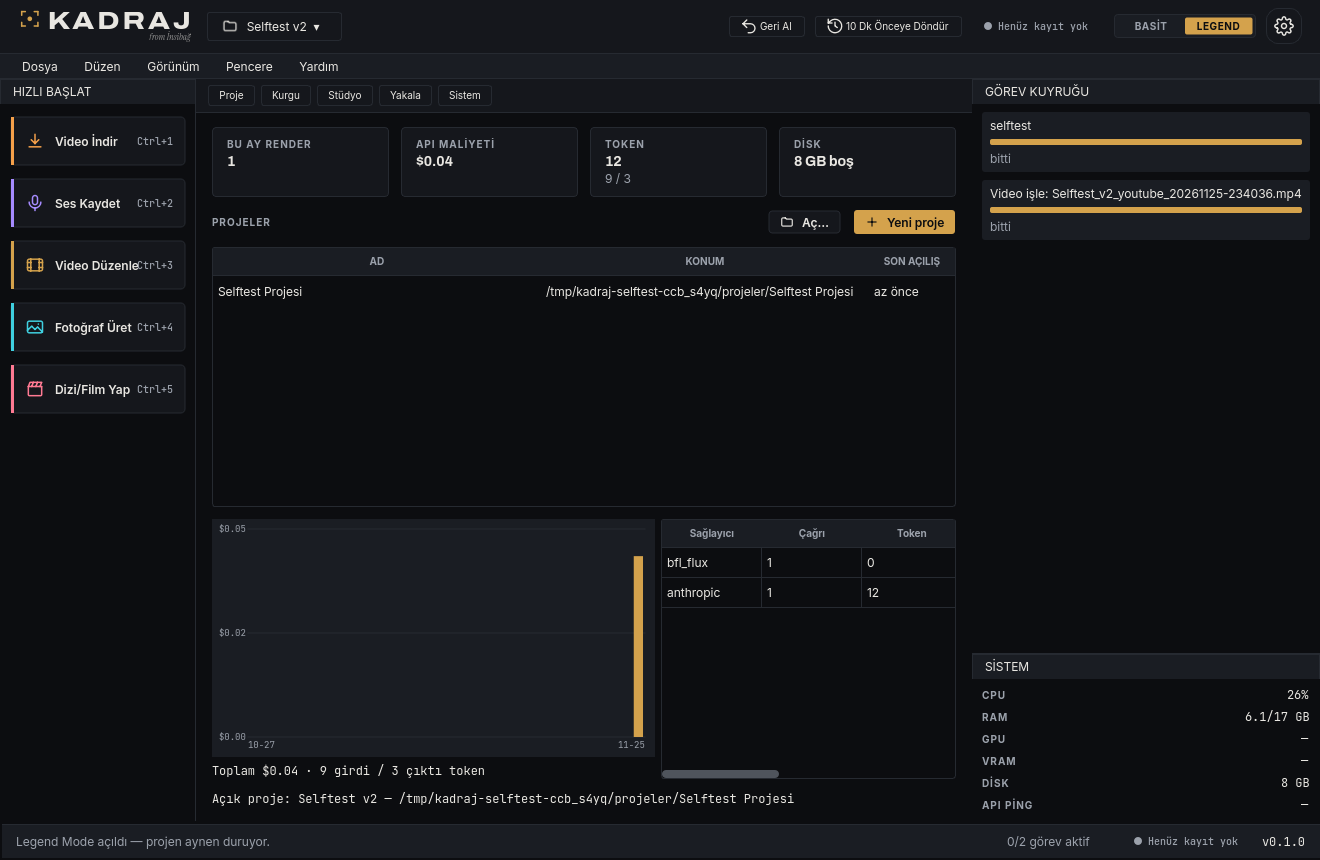 KADRAJ
from hwibağ
Selftest v2 ▾
Geri Al
10 Dk Önceye Döndür
Henüz kayıt yok
BASİT
LEGEND
Dosya Düzen Görünüm Pencere Yardım
HIZLI BAŞLAT
Video İndir Ctrl+1
Ses Kaydet Ctrl+2
Video Düzenle Ctrl+3
Fotoğraf Üret Ctrl+4
Dizi/Film Yap Ctrl+5
Proje Kurgu Stüdyo Yakala Sistem
BU AY RENDER
1
API MALİYETİ
$0.04
TOKEN
12
9 / 3
DİSK
8 GB boş
PROJELER
Aç...
+ Yeni proje
AD KONUM SON AÇILIŞ
Selftest Projesi /tmp/kadraj-selftest-ccb_s4yq/projeler/Selftest Projesi az önce
$0.05
$0.02
$0.00
10-27 11-25
Sağlayıcı Çağrı Token
bfl_flux 1 0
anthropic 1 12
Toplam $0.04 · 9 girdi / 3 çıktı token
Açık proje: Selftest v2 — /tmp/kadraj-selftest-ccb_s4yq/projeler/Selftest Projesi
GÖREV KUYRUĞU
selftest
bitti
Video işle: Selftest_v2_youtube_20261125-234036.mp4
bitti
SİSTEM
CPU 26%
RAM 6.1/17 GB
GPU —
VRAM —
DİSK 8 GB
API PİNG —
Legend Mode açıldı — projen aynen duruyor.
0/2 görev aktif
Henüz kayıt yok
v0.1.0